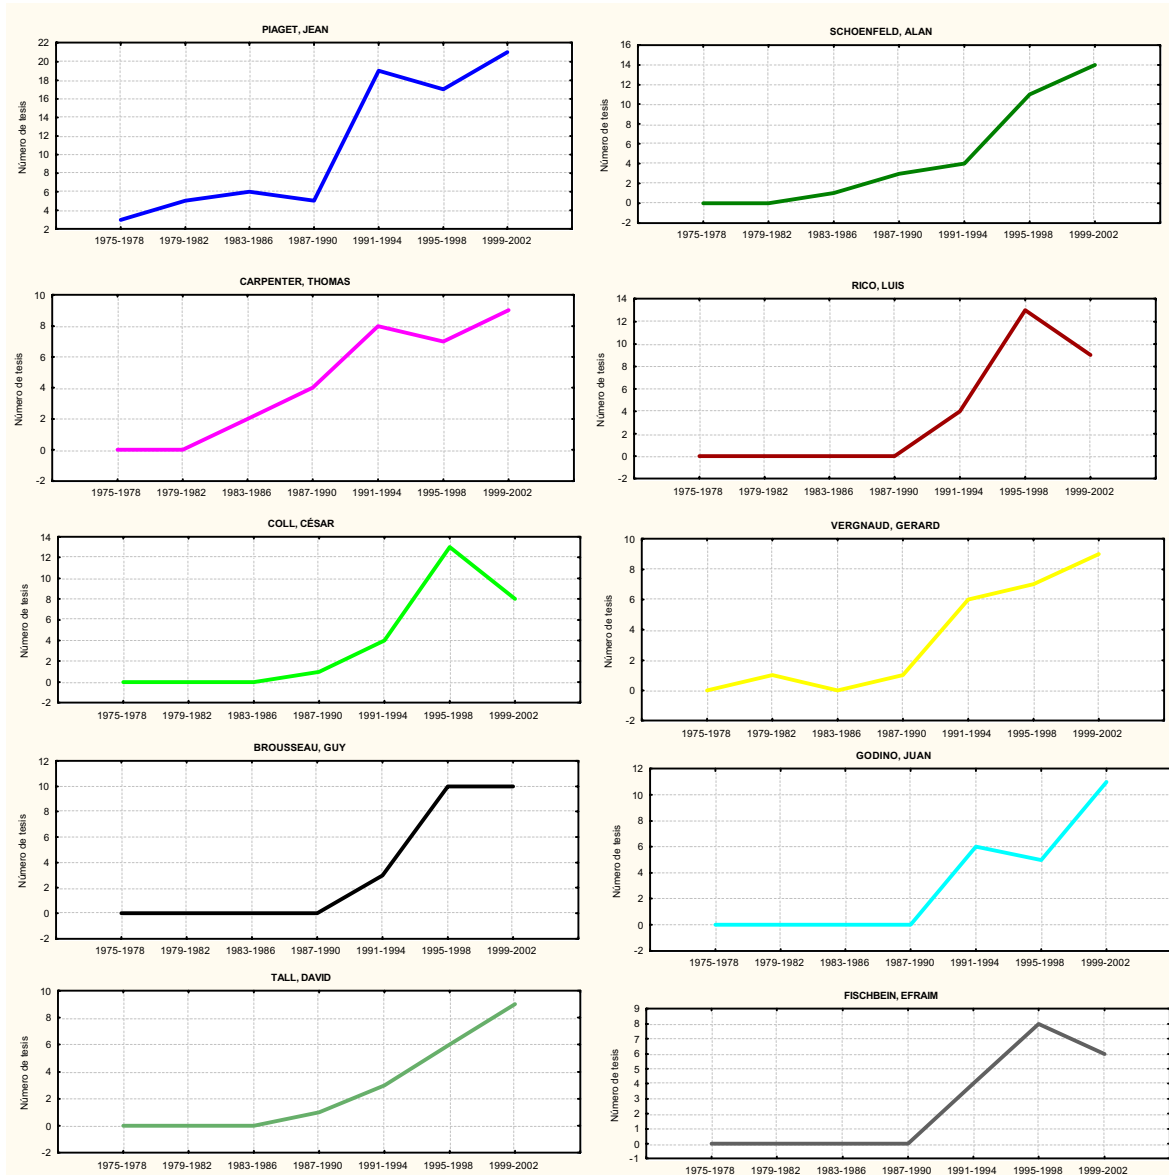 PIAGET, JEAN
Número de tesis
22
20
18
16
14
12
10
8
6
4
2
1975-1978 1979-1982 1983-1986 1987-1990 1991-1994 1995-1998 1999-2002
SCHOENFELD, ALAN
Número de tesis
16
14
12
10
8
6
4
2
0
-2
1975-1978 1979-1982 1983-1986 1987-1990 1991-1994 1995-1998 1999-2002
CARPENTER, THOMAS
Número de tesis
10
8
6
4
2
0
-2
1975-1978 1979-1982 1983-1986 1987-1990 1991-1994 1995-1998 1999-2002
RICO, LUIS
Número de tesis
14
12
10
8
6
4
2
0
-2
1975-1978 1979-1982 1983-1986 1987-1990 1991-1994 1995-1998 1999-2002
COLL, CÉSAR
Número de tesis
14
12
10
8
6
4
2
0
-2
1975-1978 1979-1982 1983-1986 1987-1990 1991-1994 1995-1998 1999-2002
VERGNAUD, GERARD
Número de tesis
10
8
6
4
2
0
-2
1975-1978 1979-1982 1983-1986 1987-1990 1991-1994 1995-1998 1999-2002
BROUSSEAU, GUY
Número de tesis
12
10
8
6
4
2
0
-2
1975-1978 1979-1982 1983-1986 1987-1990 1991-1994 1995-1998 1999-2002
GODINO, JUAN
Número de tesis
12
10
8
6
4
2
0
-2
1975-1978 1979-1982 1983-1986 1987-1990 1991-1994 1995-1998 1999-2002
TALL, DAVID
Número de tesis
10
8
6
4
2
0
-2
1975-1978 1979-1982 1983-1986 1987-1990 1991-1994 1995-1998 1999-2002
FISCHBEIN, EFRAIM
Número de tesis
9
8
7
6
5
4
3
2
1
0
-1
1975-1978 1979-1982 1983-1986 1987-1990 1991-1994 1995-1998 1999-2002